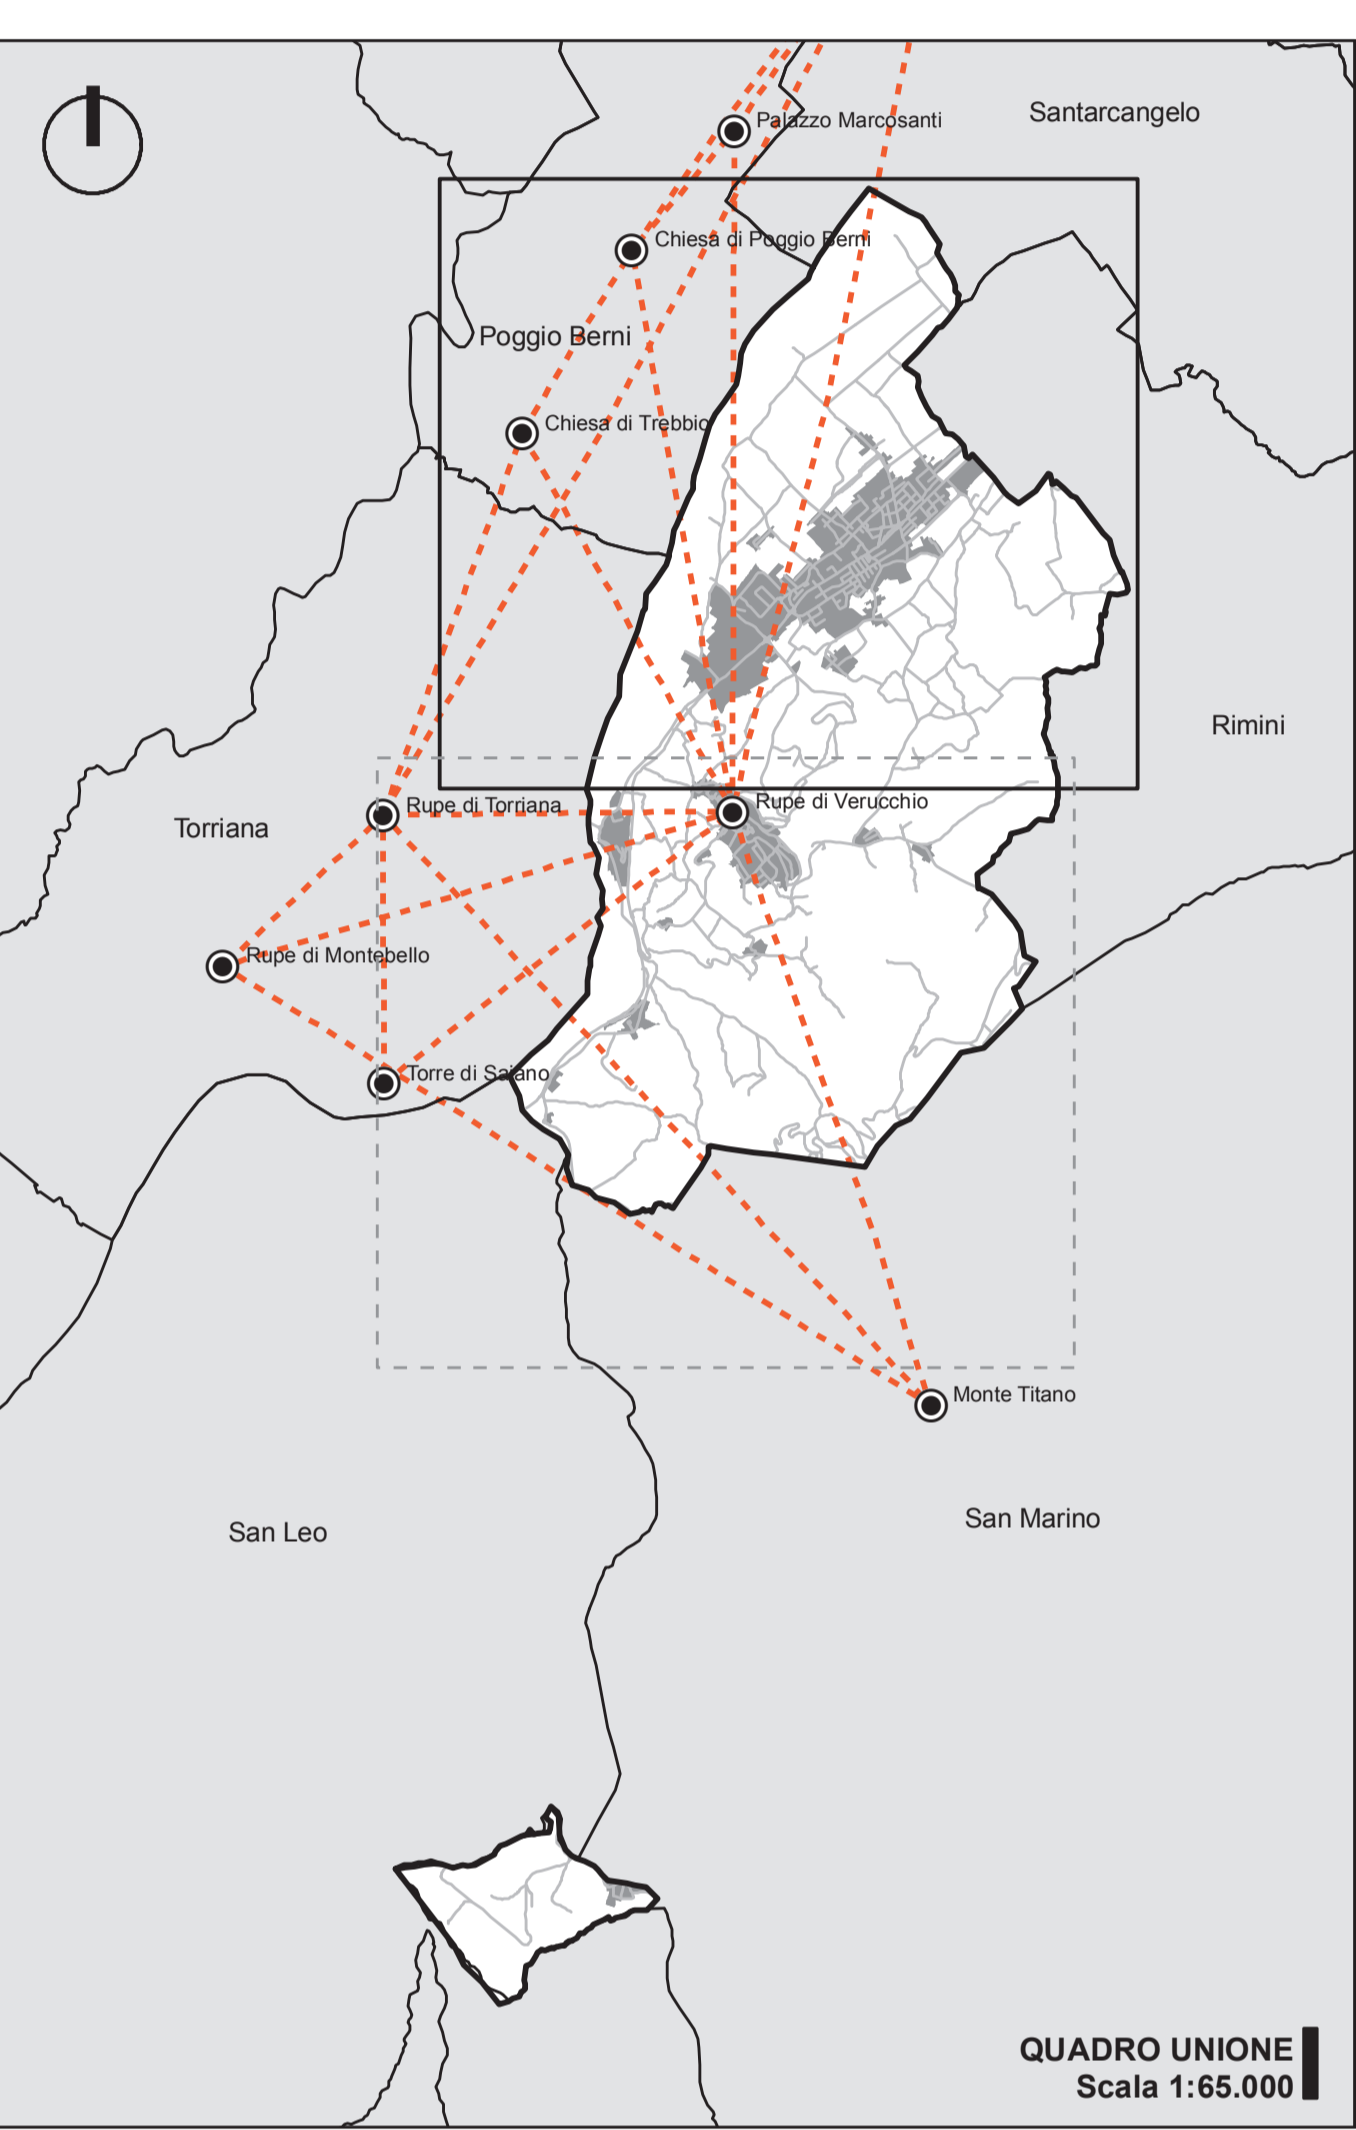 Santarcangelo
Palazzo Marcosanti
Chiesa di Poggio Berni
Poggio Berni
Chiesa di Trebbio
Rimini
Rupe di Verucchio
Rupe di Torriana
Torriana
Rupe di Montebello
Torre di Saiano
Monte Titano
San Marino
San Leo
QUADRO UNIONE
Scala 1:65.000